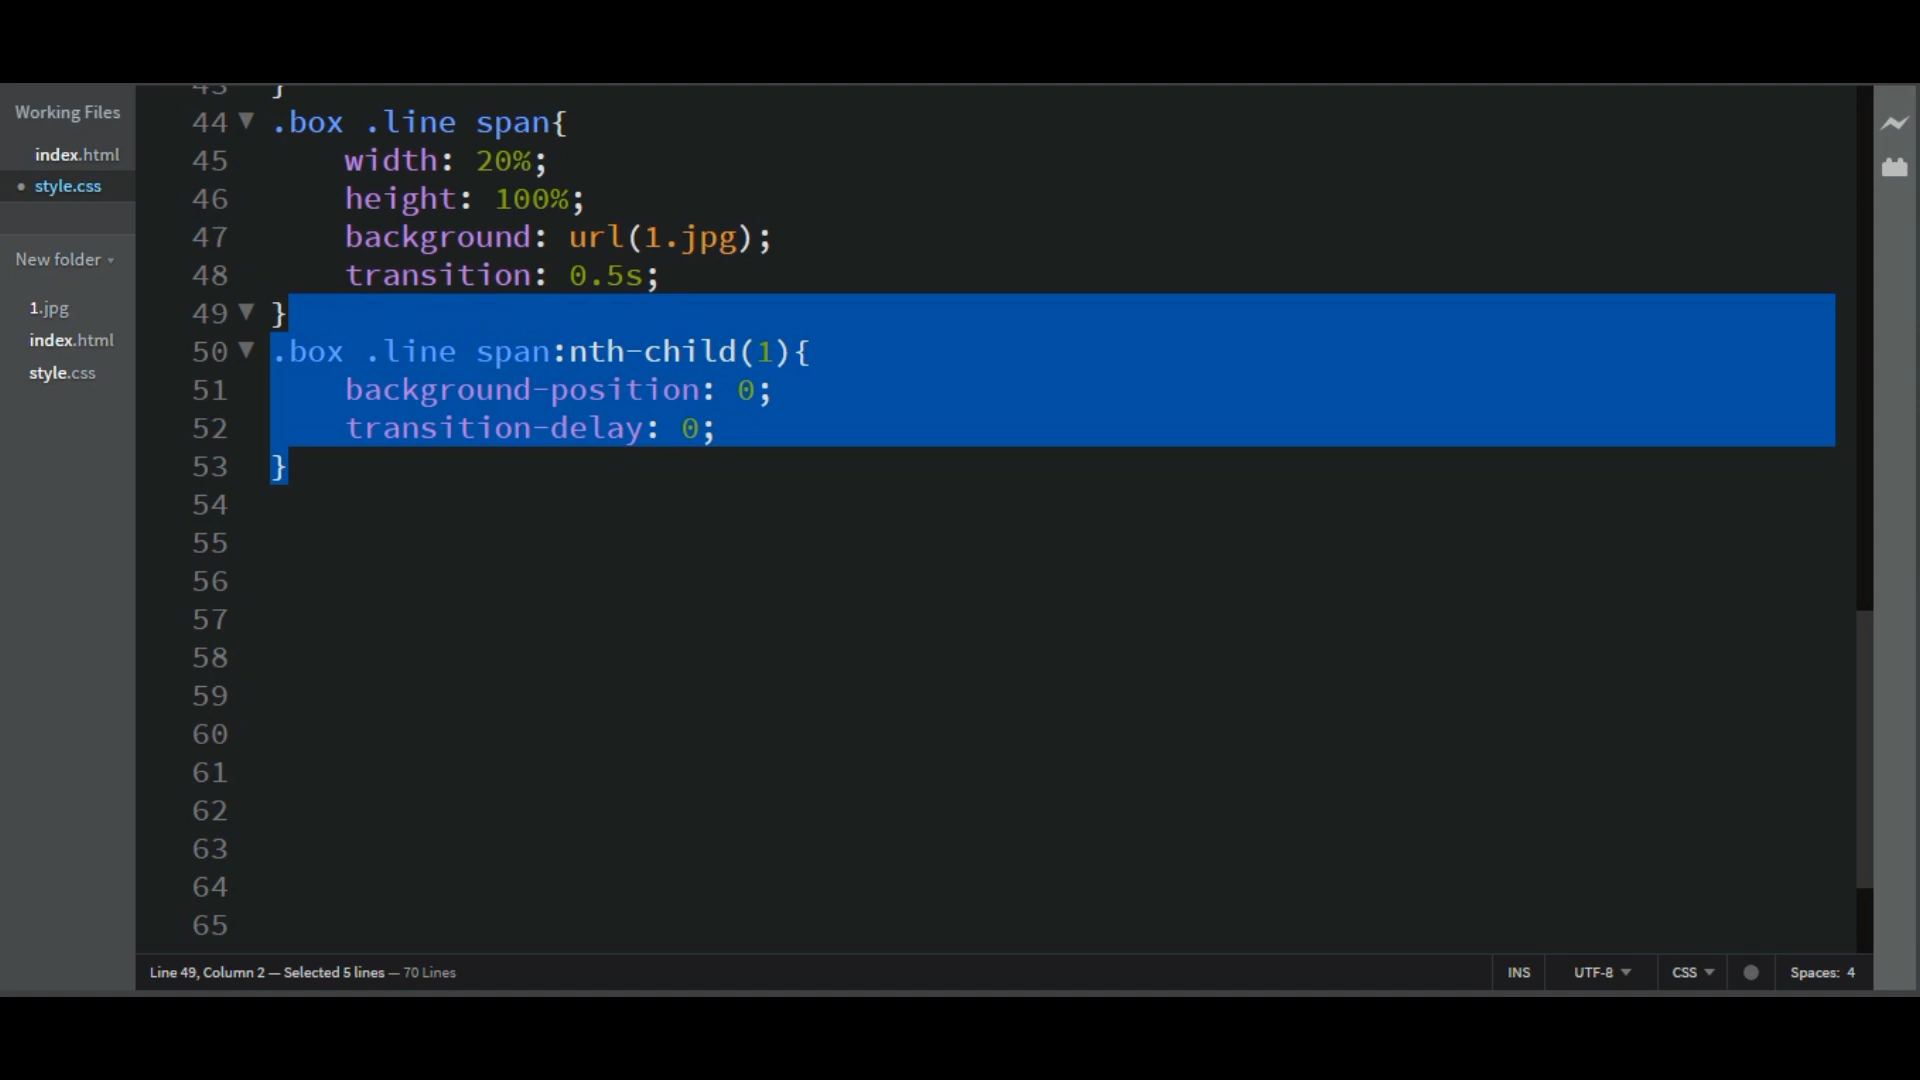 Working Files
index.html
style.css
New folder
1.jpg
index.html
style.css
43 }
44 .box .line span{
45 width: 20%;
46 height: 100%;
47 background: url(1.jpg);
48 transition: 0.5s;
49 }
50 .box .line span:nth-child(1){
51 background-position: 0;
52 transition-delay: 0;
53 }
54
55
56
57
58
59
60
61
62
63
64
65
Line 49, Column 2 — Selected 5 lines — 70 Lines
INS
UTF-8
CSS
Spaces: 4